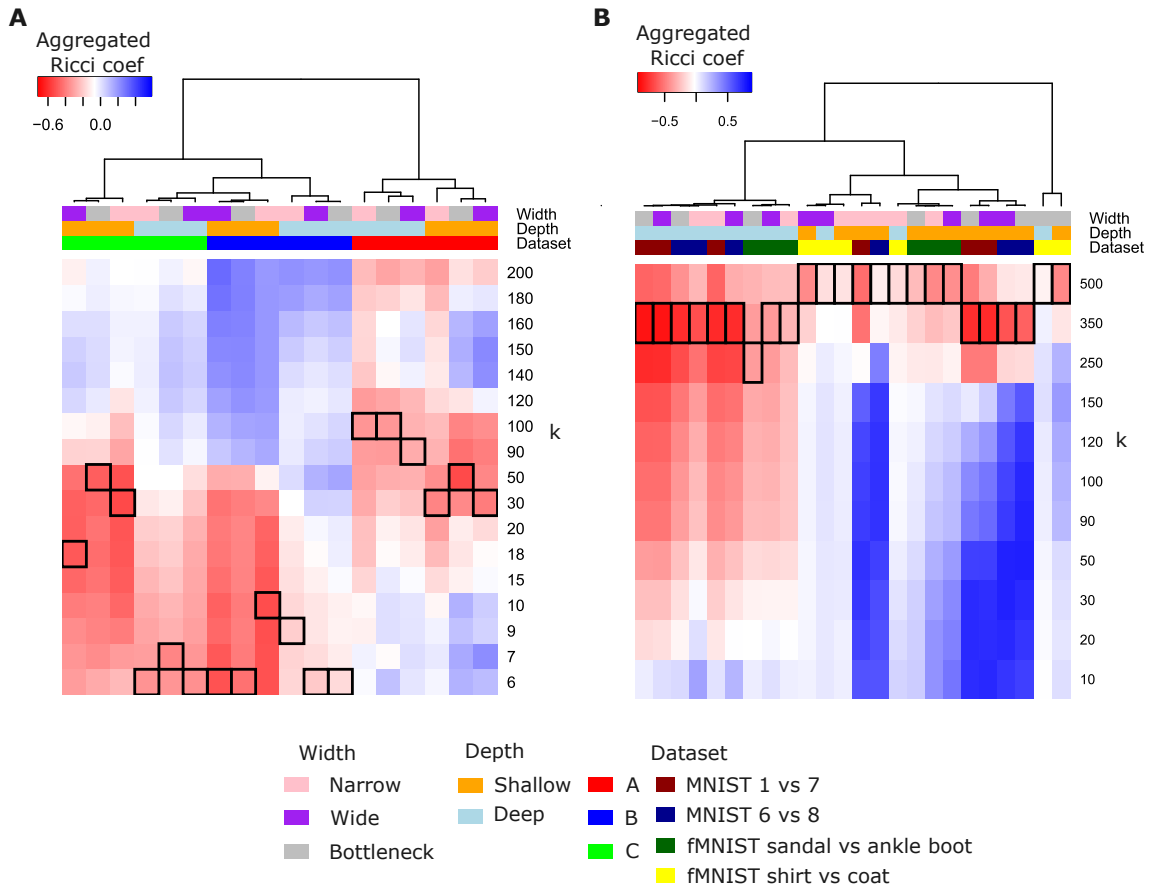 A
Aggregated
Ricci coef
−0.6 0.0
Width
Depth
Dataset
200
180
160
150
140
120
100
90
50
30
20
18
15
10
9
7
6
k
B
Aggregated
Ricci coef
−0.5 0.5
Width
Depth
Dataset
500
350
250
150
120
100
90
50
30
20
10
k
Width
Narrow
Wide
Bottleneck
Depth
Shallow
Deep
Dataset
A
B
C
MNIST 1 vs 7
MNIST 6 vs 8
fMNIST sandal vs ankle boot
fMNIST shirt vs coat